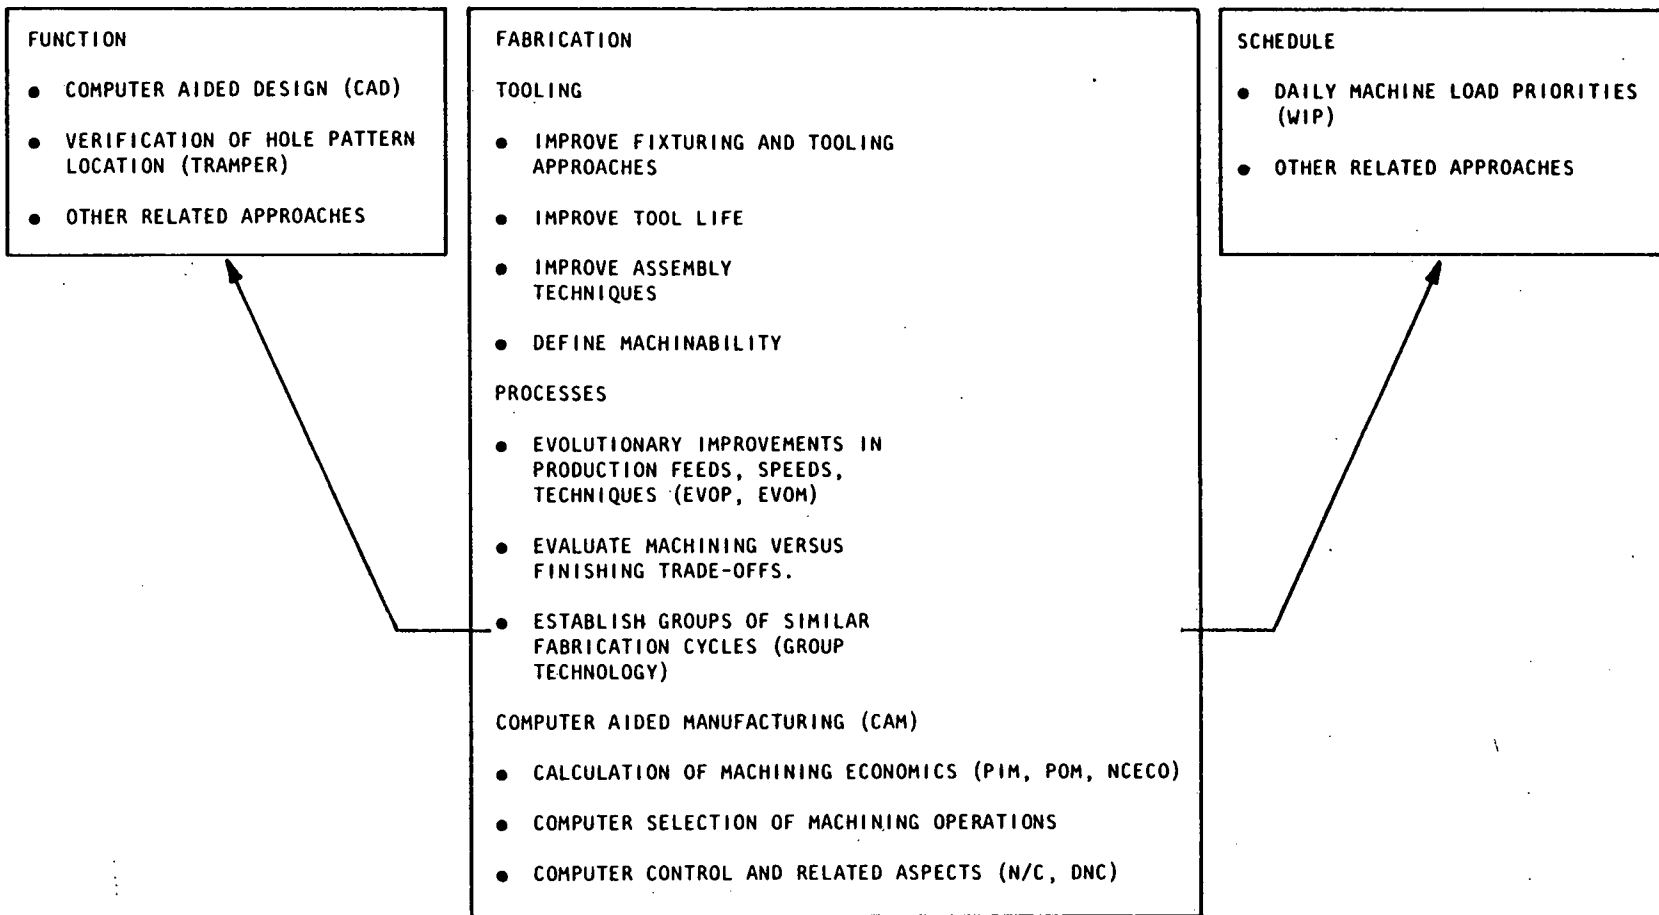 FUNCTION
● COMPUTER AIDED DESIGN (CAD)
● VERIFICATION OF HOLE PATTERN
LOCATION (TRAMPER)
● OTHER RELATED APPROACHES
FABRICATION
TOOLING
● IMPROVE FIXTURING AND TOOLING
APPROACHES
● IMPROVE TOOL LIFE
● IMPROVE ASSEMBLY
TECHNIQUES
● DEFINE MACHINABILITY
PROCESSES
● EVOLUTIONARY IMPROVEMENTS IN
PRODUCTION FEEDS, SPEEDS,
TECHNIQUES (EVOP, EVOM)
● EVALUATE MACHINING VERSUS
FINISHING TRADE-OFFS.
● ESTABLISH GROUPS OF SIMILAR
FABRICATION CYCLES (GROUP
TECHNOLOGY)
COMPUTER AIDED MANUFACTURING (CAM)
● CALCULATION OF MACHINING ECONOMICS (PIM, POM, NCECO)
● COMPUTER SELECTION OF MACHINING OPERATIONS
● COMPUTER CONTROL AND RELATED ASPECTS (N/C, DNC)
SCHEDULE
● DAILY MACHINE LOAD PRIORITIES
(WIP)
● OTHER RELATED APPROACHES